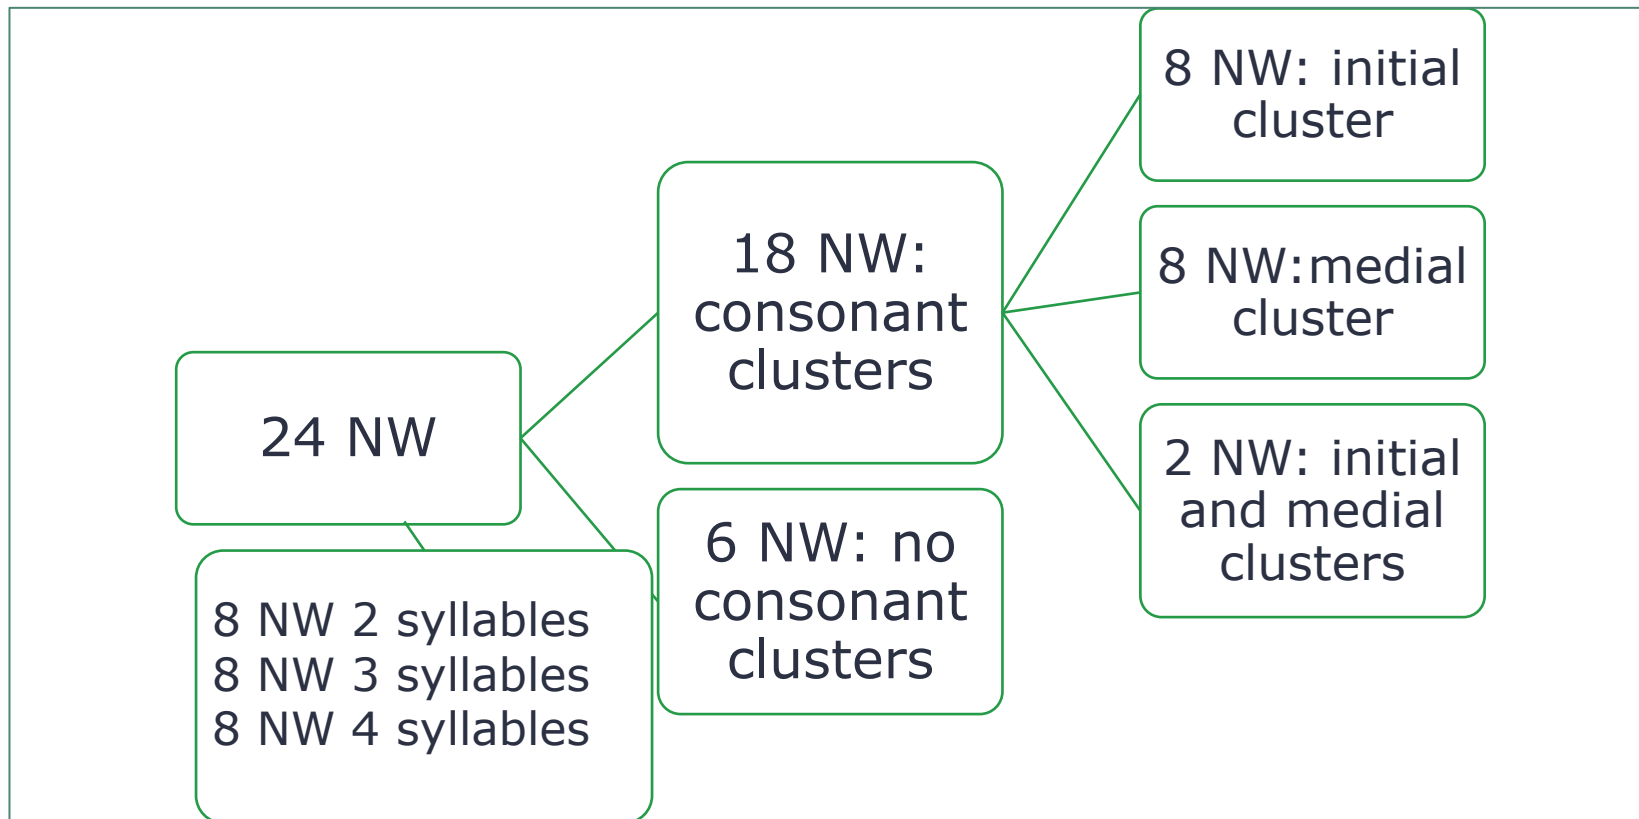 24 NW
8 NW 2 syllables
8 NW 3 syllables
8 NW 4 syllables
18 NW:
consonant
clusters
6 NW: no
consonant
clusters
8 NW: initial
cluster
8 NW:medial
cluster
2 NW: initial
and medial
clusters